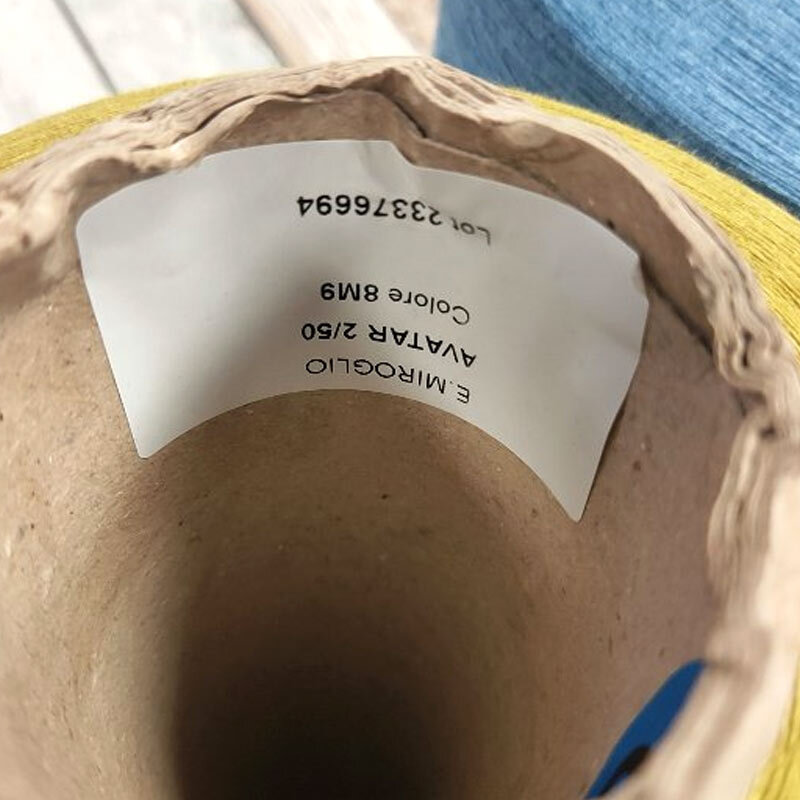 E.MIROGLIO
AVATAR 2/50
Colore 8M9
Lot 23376694